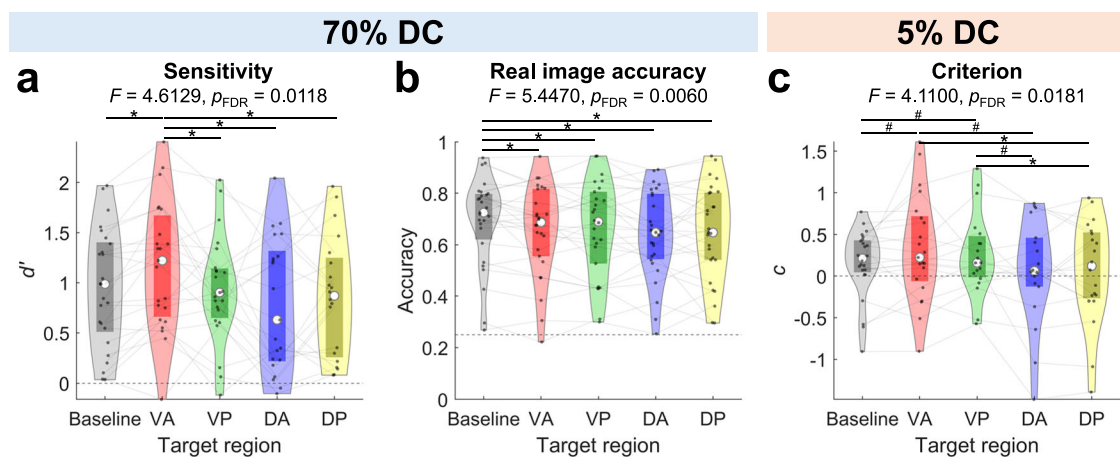 70% DC
5% DC
a
Sensitivity
F = 4.6129, pFDR = 0.0118
*
*
*
*
d'
2
1.5
1
0.5
0
Baseline VA VP DA DP
Target region
b
Real image accuracy
F = 5.4470, pFDR = 0.0060
*
*
*
*
Accuracy
1
0.8
0.6
0.4
0.2
0
Baseline VA VP DA DP
Target region
c
Criterion
F = 4.1100, pFDR = 0.0181
#
# #
*
#
*
c
1.5
1
0.5
0
-0.5
-1
Baseline VA VP DA DP
Target region